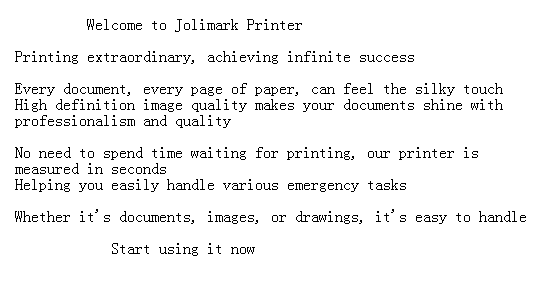 Welcome to Jolimark Printer
Printing extraordinary, achieving infinite success
Every document, every page of paper, can feel the silky touch
High definition image quality makes your documents shine with
professionalism and quality
No need to spend time waiting for printing, our printer is
measured in seconds
Helping you easily handle various emergency tasks
Whether it's documents, images, or drawings, it's easy to handle
Start using it now